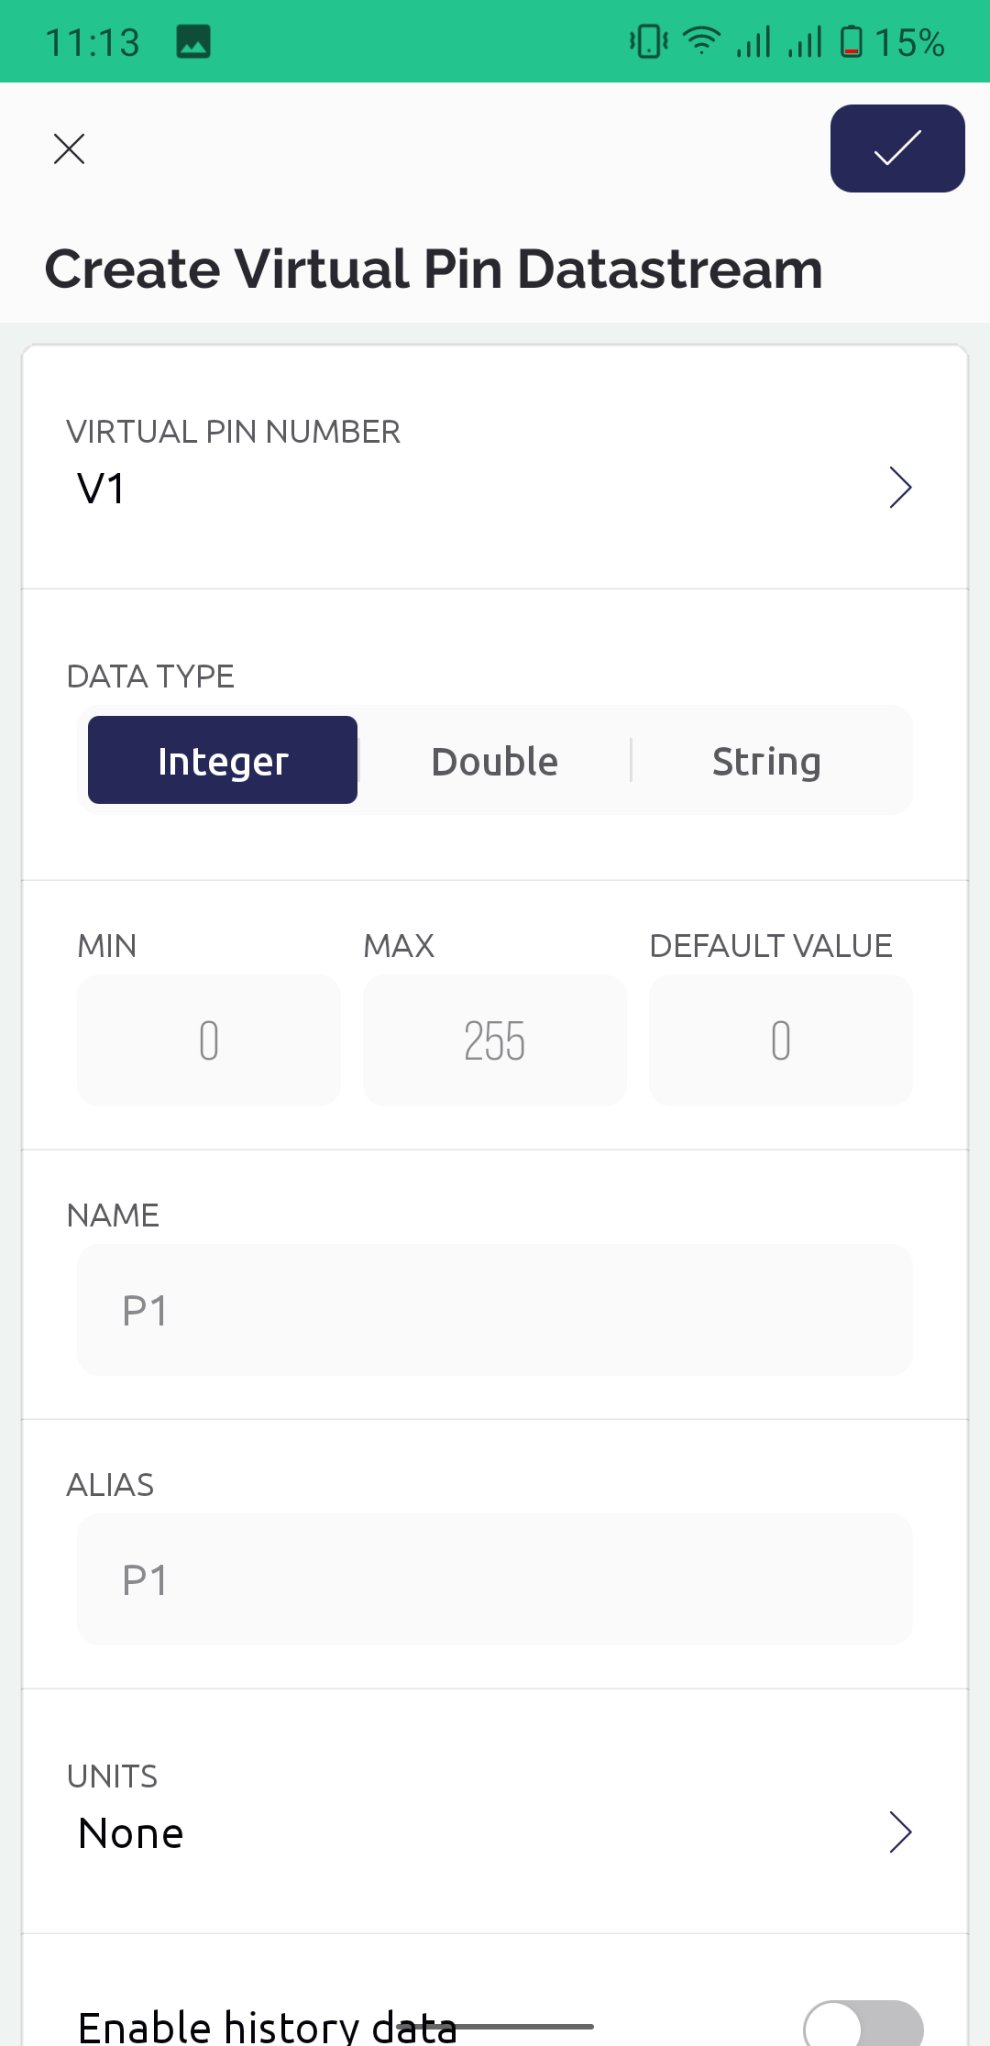 11:13
15%
Create Virtual Pin Datastream
VIRTUAL PIN NUMBER
V1
DATA TYPE
Integer
Double
String
MIN
MAX
DEFAULT VALUE
0
255
0
NAME
P1
ALIAS
P1
UNITS
None
Enable history data